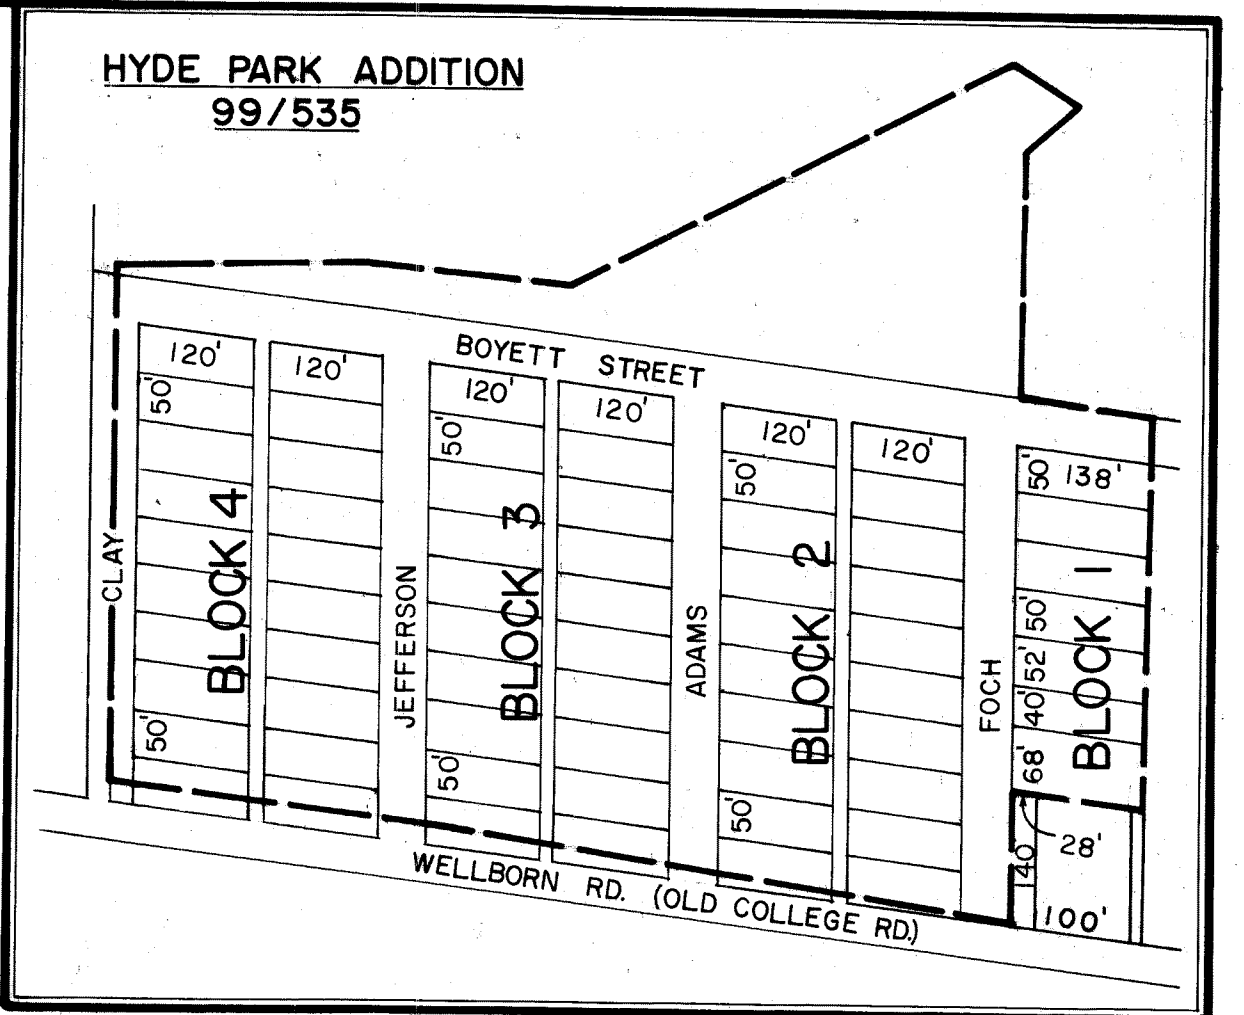 HYDE PARK ADDITION
99/535
BOYETT STREET
120'
120'
120'
120'
120'
120'
138'
50'
50'
50'
50'
50'
52'
40'
68'
50'
50'
50'
28'
140'
100'
CLAY
BLOCK 4
JEFFERSON
BLOCK 3
ADAMS
BLOCK 2
FOCH
BLOCK 1
WELLBORN RD. (OLD COLLEGE RD.)